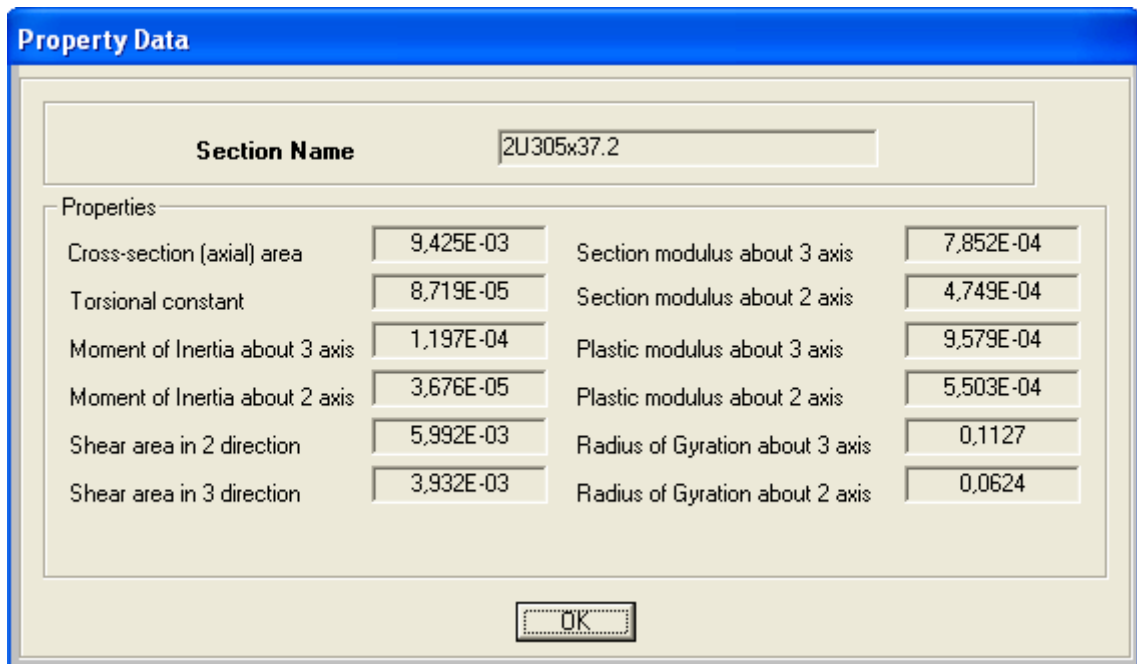 Property Data
Section Name 2U305x37.2
Properties
Cross-section (axial) area 9,425E-03 Section modulus about 3 axis 7,852E-04
Torsional constant 8,719E-05 Section modulus about 2 axis 4,749E-04
Moment of Inertia about 3 axis 1,197E-04 Plastic modulus about 3 axis 9,579E-04
Moment of Inertia about 2 axis 3,676E-05 Plastic modulus about 2 axis 5,503E-04
Shear area in 2 direction 5,992E-03 Radius of Gyration about 3 axis 0,1127
Shear area in 3 direction 3,932E-03 Radius of Gyration about 2 axis 0,0624
OK